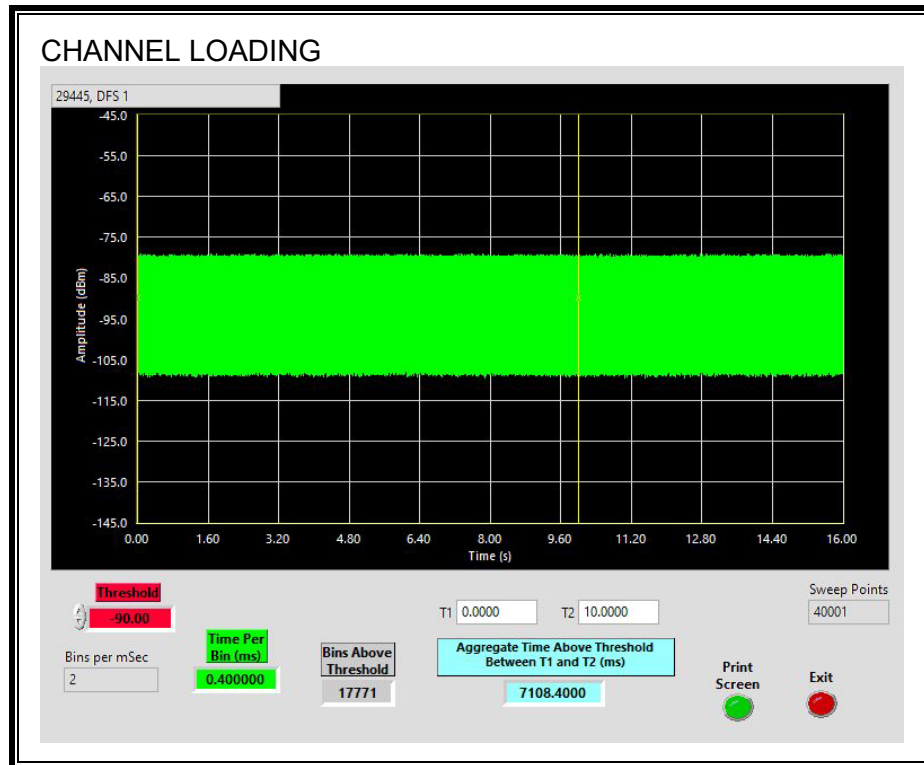 CHANNEL LOADING
29445, DFS 1
-45.0
-55.0
-65.0
-75.0
-85.0
-95.0
-105.0
-115.0
-125.0
-135.0
-145.0
Amplitude (dBm)
0.00 1.60 3.20 4.80 6.40 8.00 9.60 11.20 12.80 14.40 16.00
Time (s)
Threshold
-90.00
Bins per mSec
2
Time Per
Bin (ms)
0.400000
Bins Above
Threshold
17771
T1 0.0000 T2 10.0000
Aggregate Time Above Threshold
Between T1 and T2 (ms)
7108.4000
Sweep Points
40001
Print
Screen
Exit